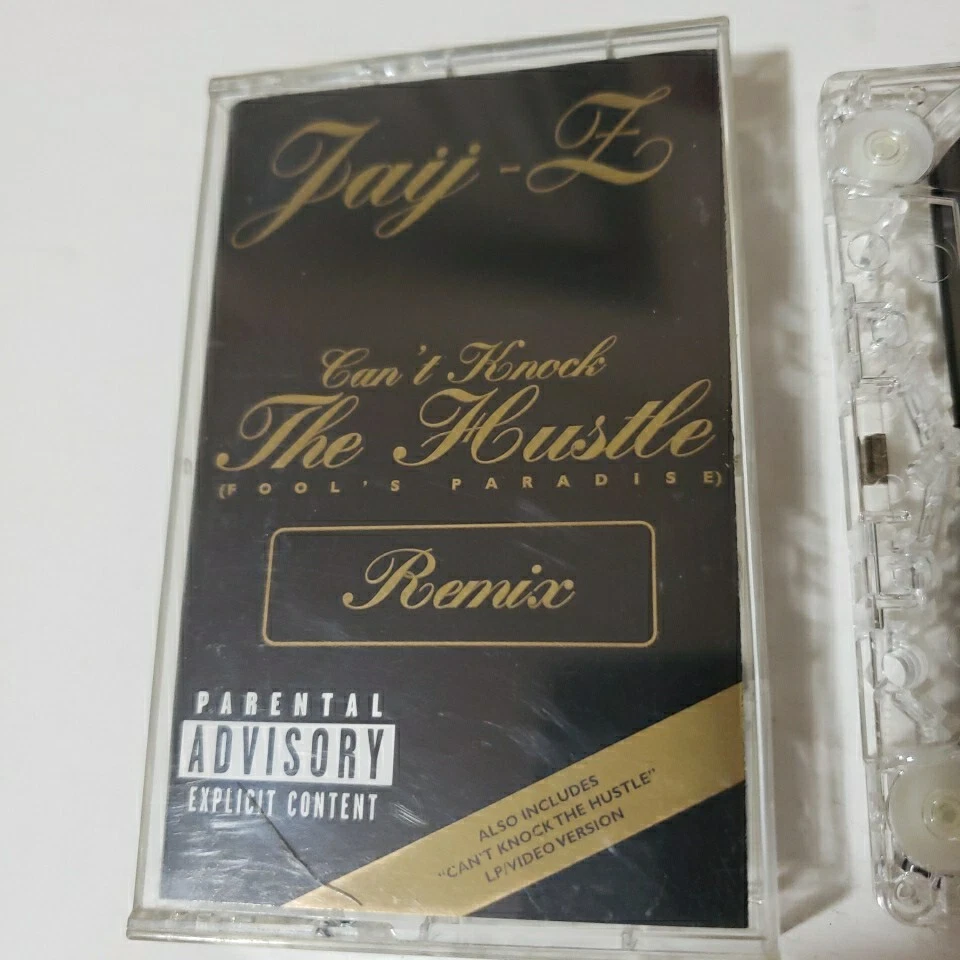 Jay-Z
Can't Knock
The Hustle
(FOOL'S PARADISE)
Remix
PARENTAL
ADVISORY
EXPLICIT CONTENT
ALSO INCLUDES
"CAN'T KNOCK THE HUSTLE"
LP/VIDEO VERSION